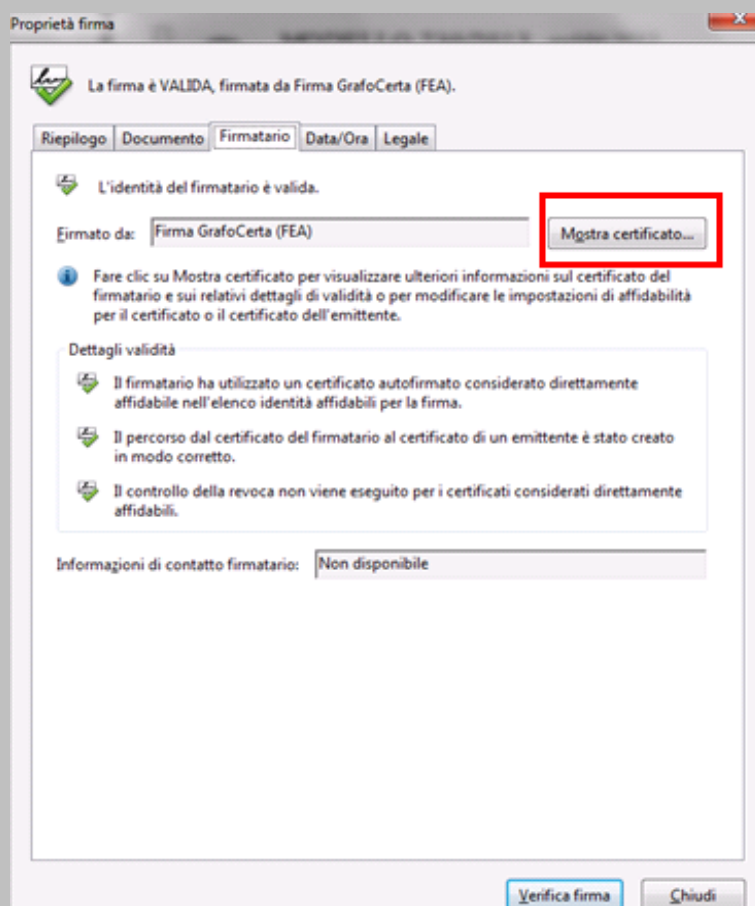 Proprietà firma
La firma è VALIDA, firmata da Firma GrafoCerta (FEA).
Riepilogo Documento Firmatario Data/Ora Legale
L'identità del firmatario è valida.
Firmato da: Firma GrafoCerta (FEA) Mostra certificato...
Fare clic su Mostra certificato per visualizzare ulteriori informazioni sul certificato del
firmatario e sui relativi dettagli di validità o per modificare le impostazioni di affidabilità
per il certificato o il certificato dell'emittente.
Dettagli validità
Il firmatario ha utilizzato un certificato autofirmato considerato direttamente
affidabile nell'elenco identità affidabili per la firma.
Il percorso dal certificato del firmatario al certificato di un emittente è stato creato
in modo corretto.
Il controllo della revoca non viene eseguito per i certificati considerati direttamente
affidabili.
Informazioni di contatto firmatario: Non disponibile
Verifica firma Chiudi